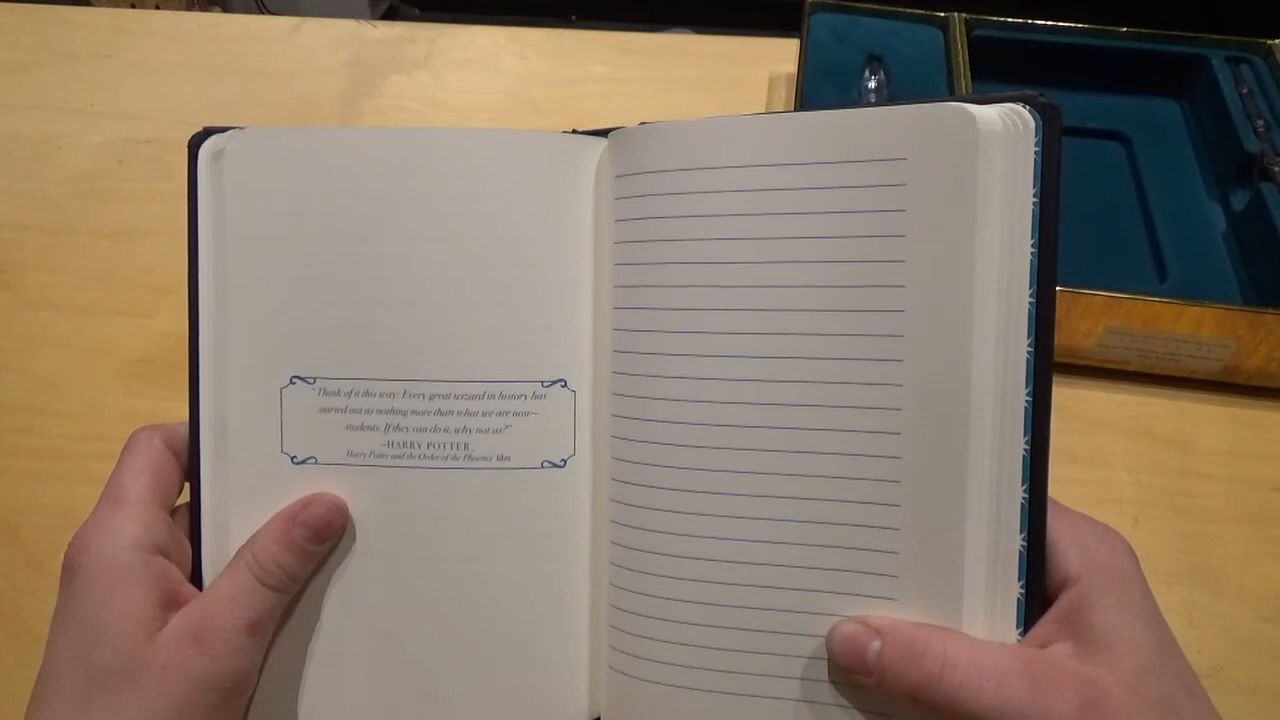 "Think of it this way: Every great wizard in history has
started out as nothing more than what we are now—
students. If they can do it, why not us?"
—HARRY POTTER,
Harry Potter and the Order of the Phoenix film